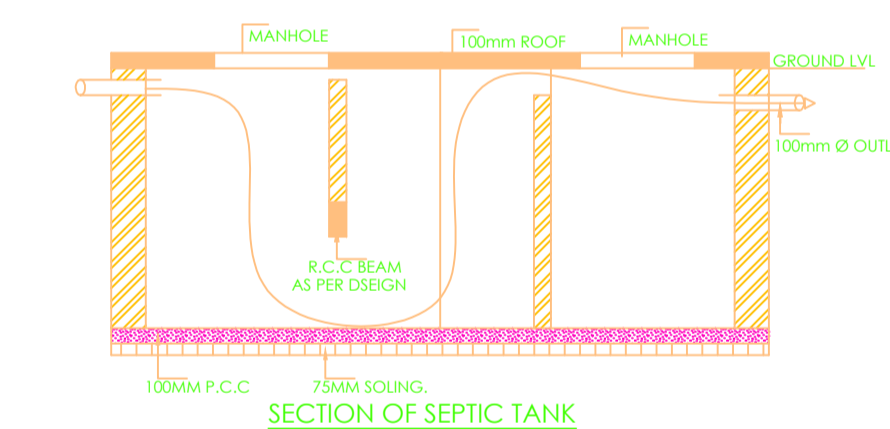 MANHOLE
100mm ROOF
MANHOLE
GROUND LVL
100mm Ø OUTL
R.C.C BEAM
AS PER DSEIGN
100MM P.C.C
75MM SOLING.
SECTION OF SEPTIC TANK